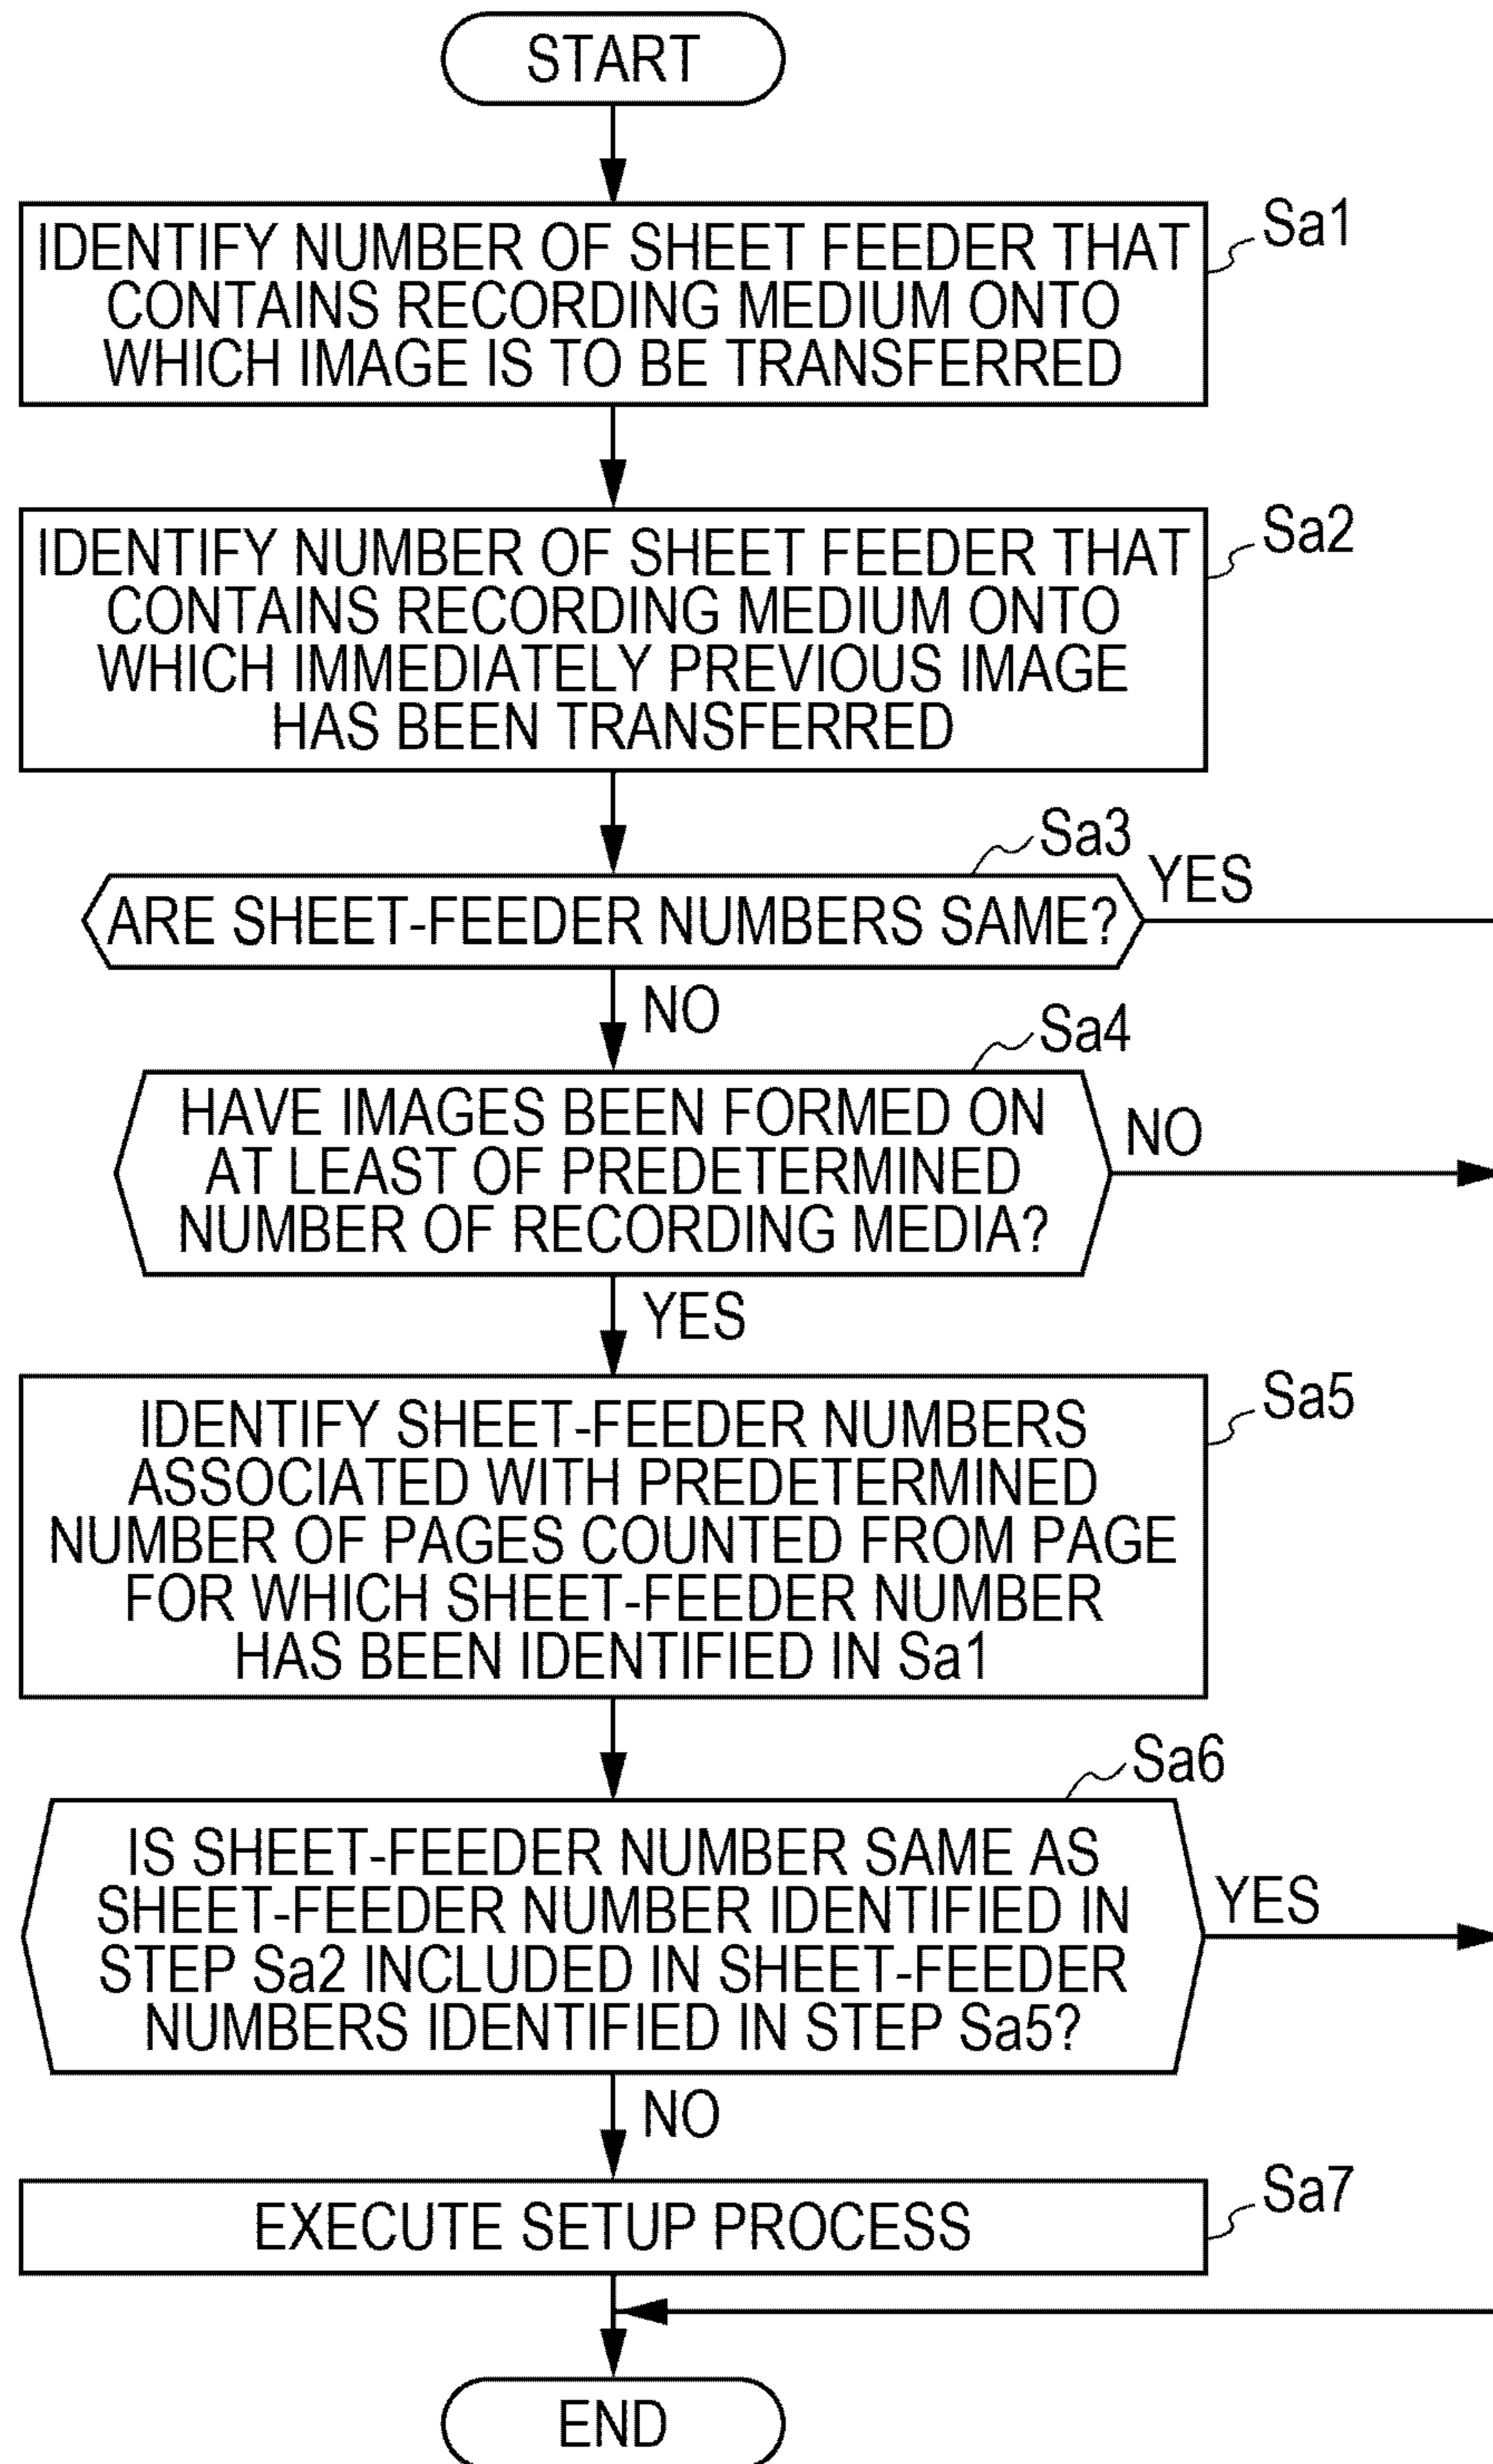 START
Sa1
IDENTIFY NUMBER OF SHEET FEEDER THAT
CONTAINS RECORDING MEDIUM ONTO
WHICH IMAGE IS TO BE TRANSFERRED
Sa2
IDENTIFY NUMBER OF SHEET FEEDER THAT
CONTAINS RECORDING MEDIUM ONTO
WHICH IMMEDIATELY PREVIOUS IMAGE
HAS BEEN TRANSFERRED
Sa3
YES
ARE SHEET-FEEDER NUMBERS SAME?
NO
Sa4
HAVE IMAGES BEEN FORMED ON
AT LEAST OF PREDETERMINED
NUMBER OF RECORDING MEDIA?
NO
YES
Sa5
IDENTIFY SHEET-FEEDER NUMBERS
ASSOCIATED WITH PREDETERMINED
NUMBER OF PAGES COUNTED FROM PAGE
FOR WHICH SHEET-FEEDER NUMBER
HAS BEEN IDENTIFIED IN Sa1
Sa6
IS SHEET-FEEDER NUMBER SAME AS
SHEET-FEEDER NUMBER IDENTIFIED IN
STEP Sa2 INCLUDED IN SHEET-FEEDER
NUMBERS IDENTIFIED IN STEP Sa5?
YES
NO
Sa7
EXECUTE SETUP PROCESS
END